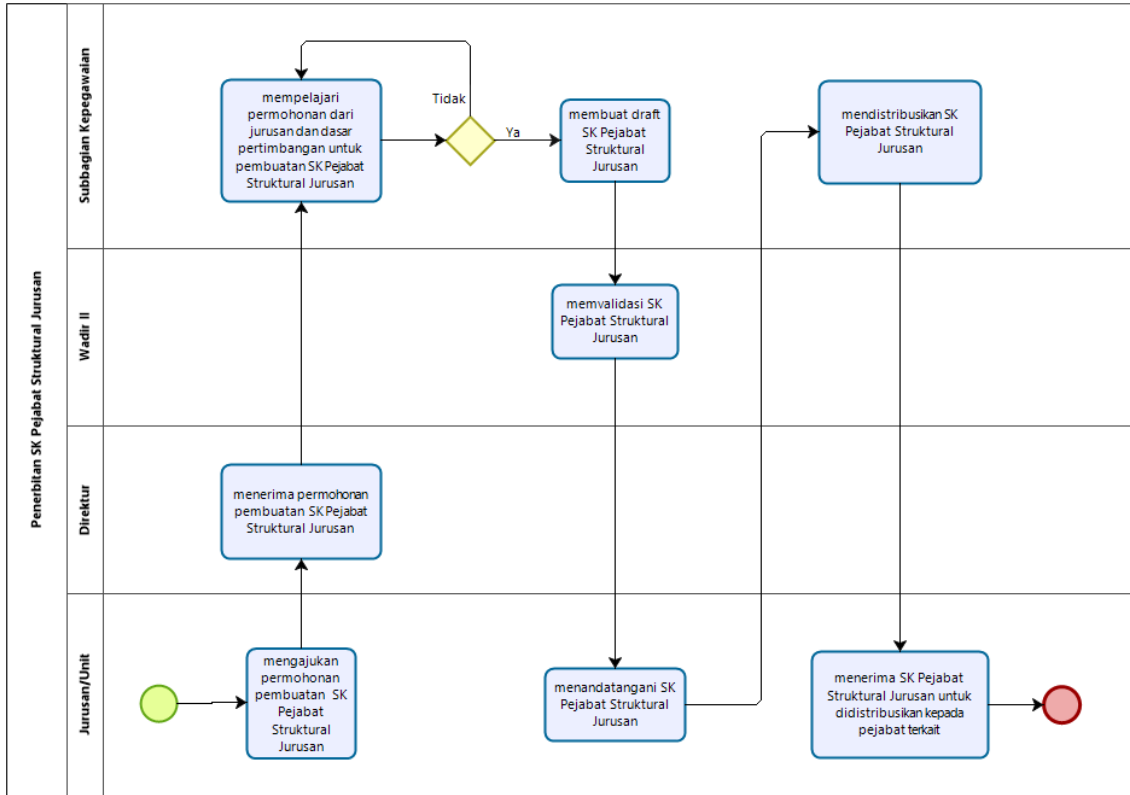 Penerbitan SK Pejabat Struktural Jurusan
Subbagian Kepegawaian
mempelajari
permohonan dari
jurusan dan dasar
pertimbangan untuk
pembuatan SK Pejabat
Struktural Jurusan
Tidak
Ya
membuat draft
SK Pejabat
Struktural
Jurusan
mendistribusikan SK
Pejabat Struktural
Jurusan
Wadir II
memvalidasi SK
Pejabat Struktural
Jurusan
Direktur
menerima permohonan
pembuatan SK Pejabat
Struktural Jurusan
Jurusan/Unit
mengajukan
permohonan
pembuatan SK
Pejabat
Struktural
Jurusan
menandatangani SK
Pejabat Struktural
Jurusan
menerima SK Pejabat
Struktural Jurusan untuk
didistribusikan kepada
pejabat terkait